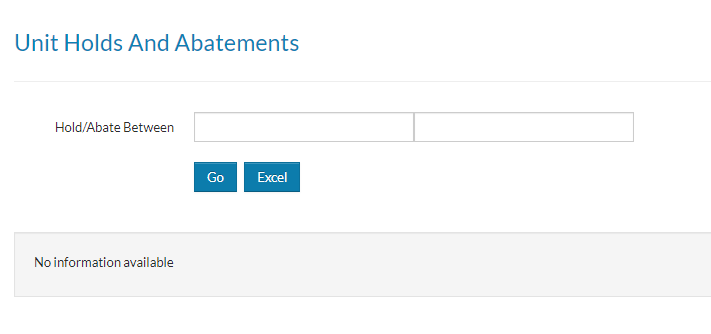 Unit Holds And Abatements
Hold/Abate Between
Go Excel
No information available